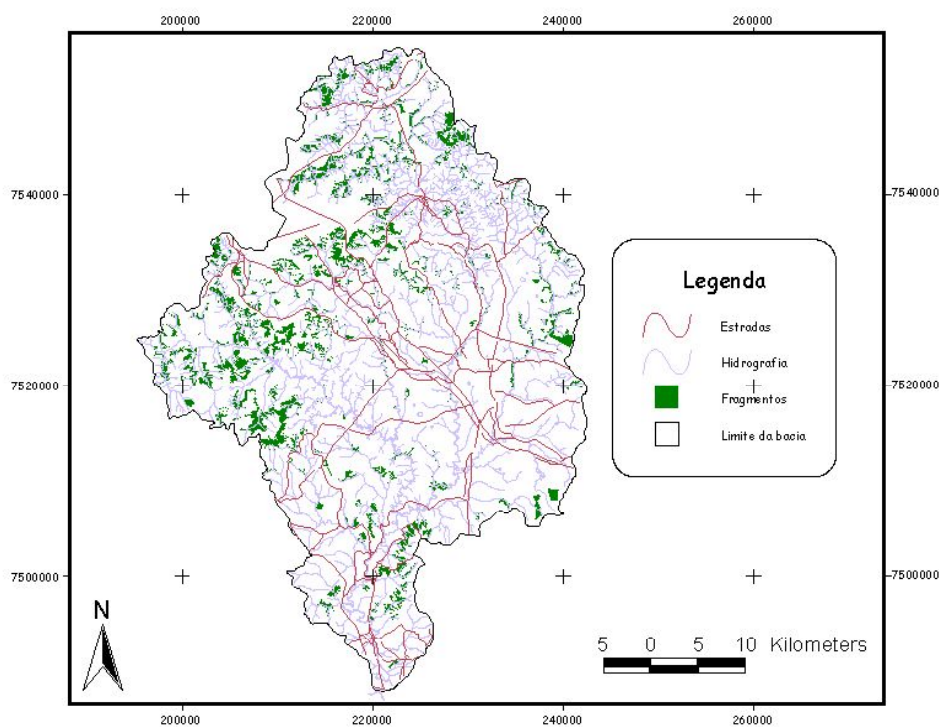 200000 220000 240000 260000
7540000 7540000
Legenda
Estradas
Hidrografia
Fragmentos
Limite da bacia
7520000 7520000
7500000 7500000
N
5 0 5 10 Kilometers
200000 220000 240000 260000